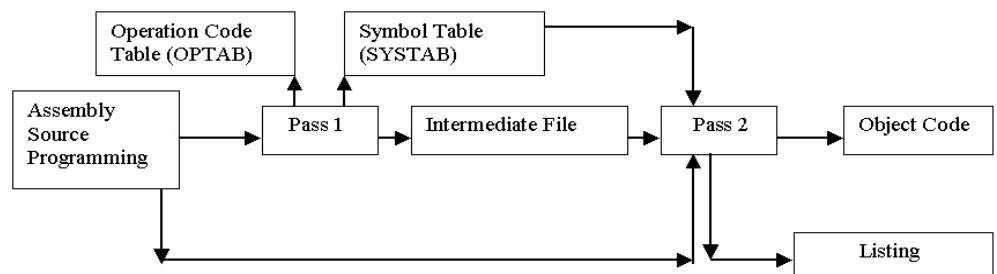 Operation Code
Table (OPTAB)
Symbol Table
(SYSTAB)
Assembly
Source
Programming
Pass 1
Intermediate File
Pass 2
Object Code
Listing